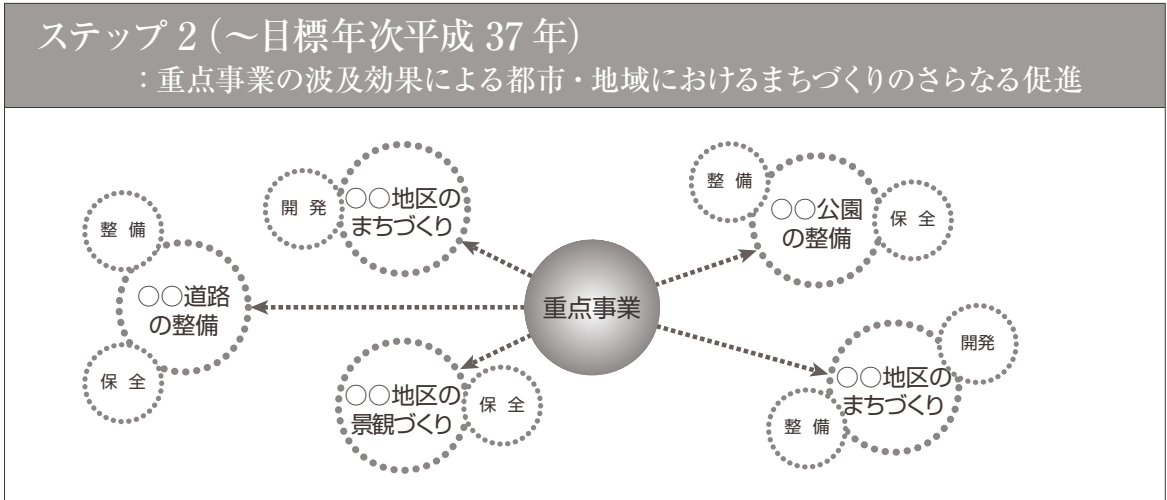 ステップ 2（～目標年次平成 37 年）
：重点事業の波及効果による都市・地域におけるまちづくりのさらなる促進
整 備
開 発
○○地区の
まちづくり
整 備
○○公園
の整備
保 全
○○道路
の整備
保 全
重点事業
○○地区の
景観づくり
保 全
開発
○○地区の
まちづくり
整 備